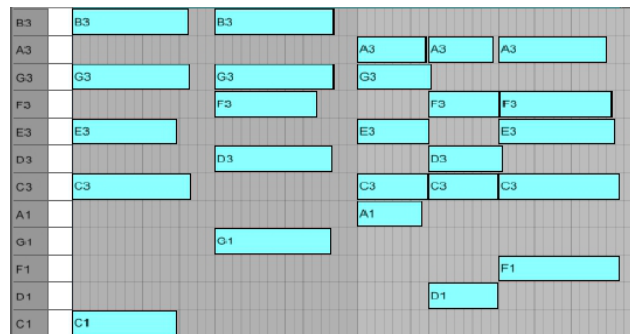 B3 B3 B3
A3 A3 A3 A3
G3 G3 G3 G3
F3 F3 F3 F3
E3 E3 E3 E3
D3 D3 D3
C3 C3 C3 C3 C3
A1 A1
G1 G1
F1 F1
D1 D1
C1 C1